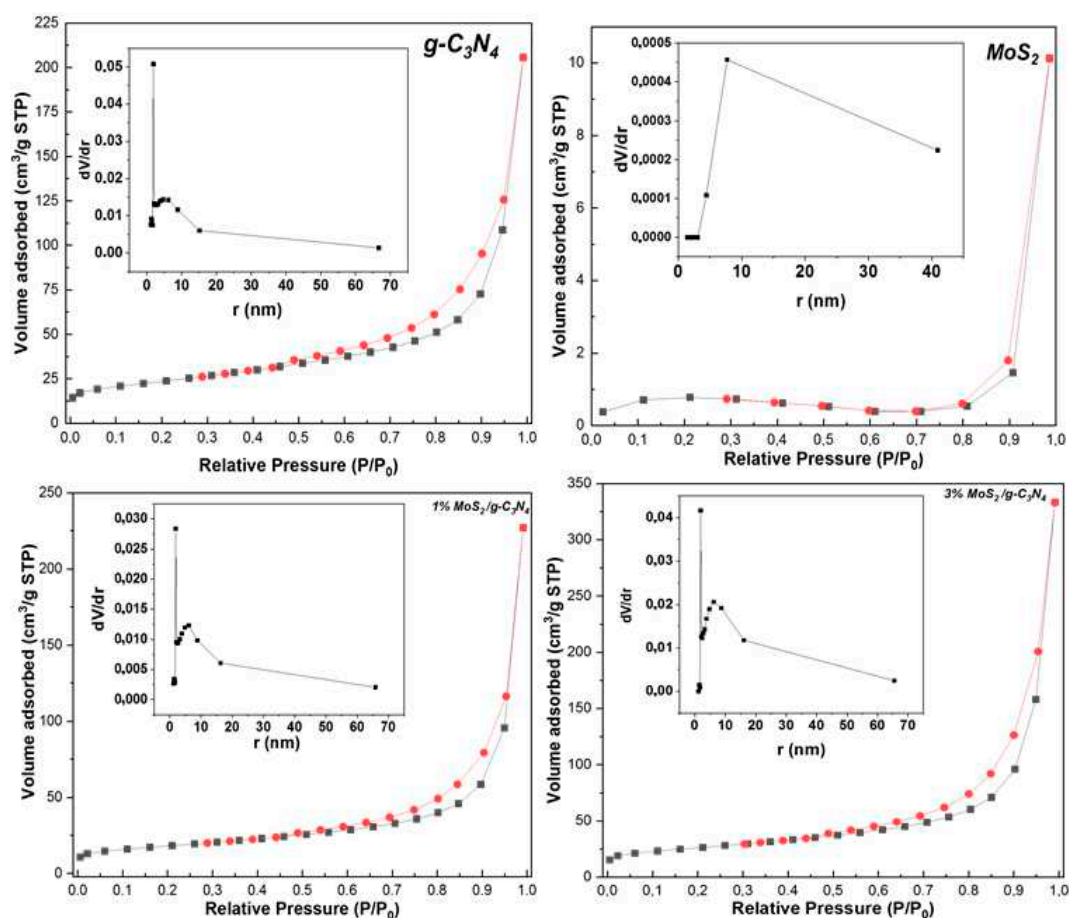 g-C₃N₄
225
200
175
150
125
100
75
50
25
0
Volume adsorbed (cm³/g STP)
0.0 0.1 0.2 0.3 0.4 0.5 0.6 0.7 0.8 0.9 1.0
Relative Pressure (P/P₀)
0.05
0.04
0.03
0.02
0.01
0.00
dV/dr
0 10 20 30 40 50 60 70
r (nm)
MoS₂
10
8
6
4
2
0
Volume adsorbed (cm³/g STP)
0,0 0,1 0,2 0,3 0,4 0,5 0,6 0,7 0,8 0,9 1,0
Relative Pressure (P/P₀)
0,0005
0,0004
0,0003
0,0002
0,0001
0,0000
dV/dr
0 10 20 30 40
r (nm)
1% MoS₂/g-C₃N₄
250
200
150
100
50
0
Volume adsorbed (cm³/g STP)
0,0 0,1 0,2 0,3 0,4 0,5 0,6 0,7 0,8 0,9 1,0
Relative Pressure (P/P₀)
0,030
0,025
0,020
0,015
0,010
0,005
0,000
dV/dr
0 10 20 30 40 50 60 70
r (nm)
3% MoS₂/g-C₃N₄
350
300
250
200
150
100
50
0
Volume adsorbed (cm³/g STP)
0,0 0,1 0,2 0,3 0,4 0,5 0,6 0,7 0,8 0,9 1,0
Relative Pressure (P/P₀)
0,04
0,03
0,02
0,01
0,00
dV/dr
0 10 20 30 40 50 60 70
r (nm)